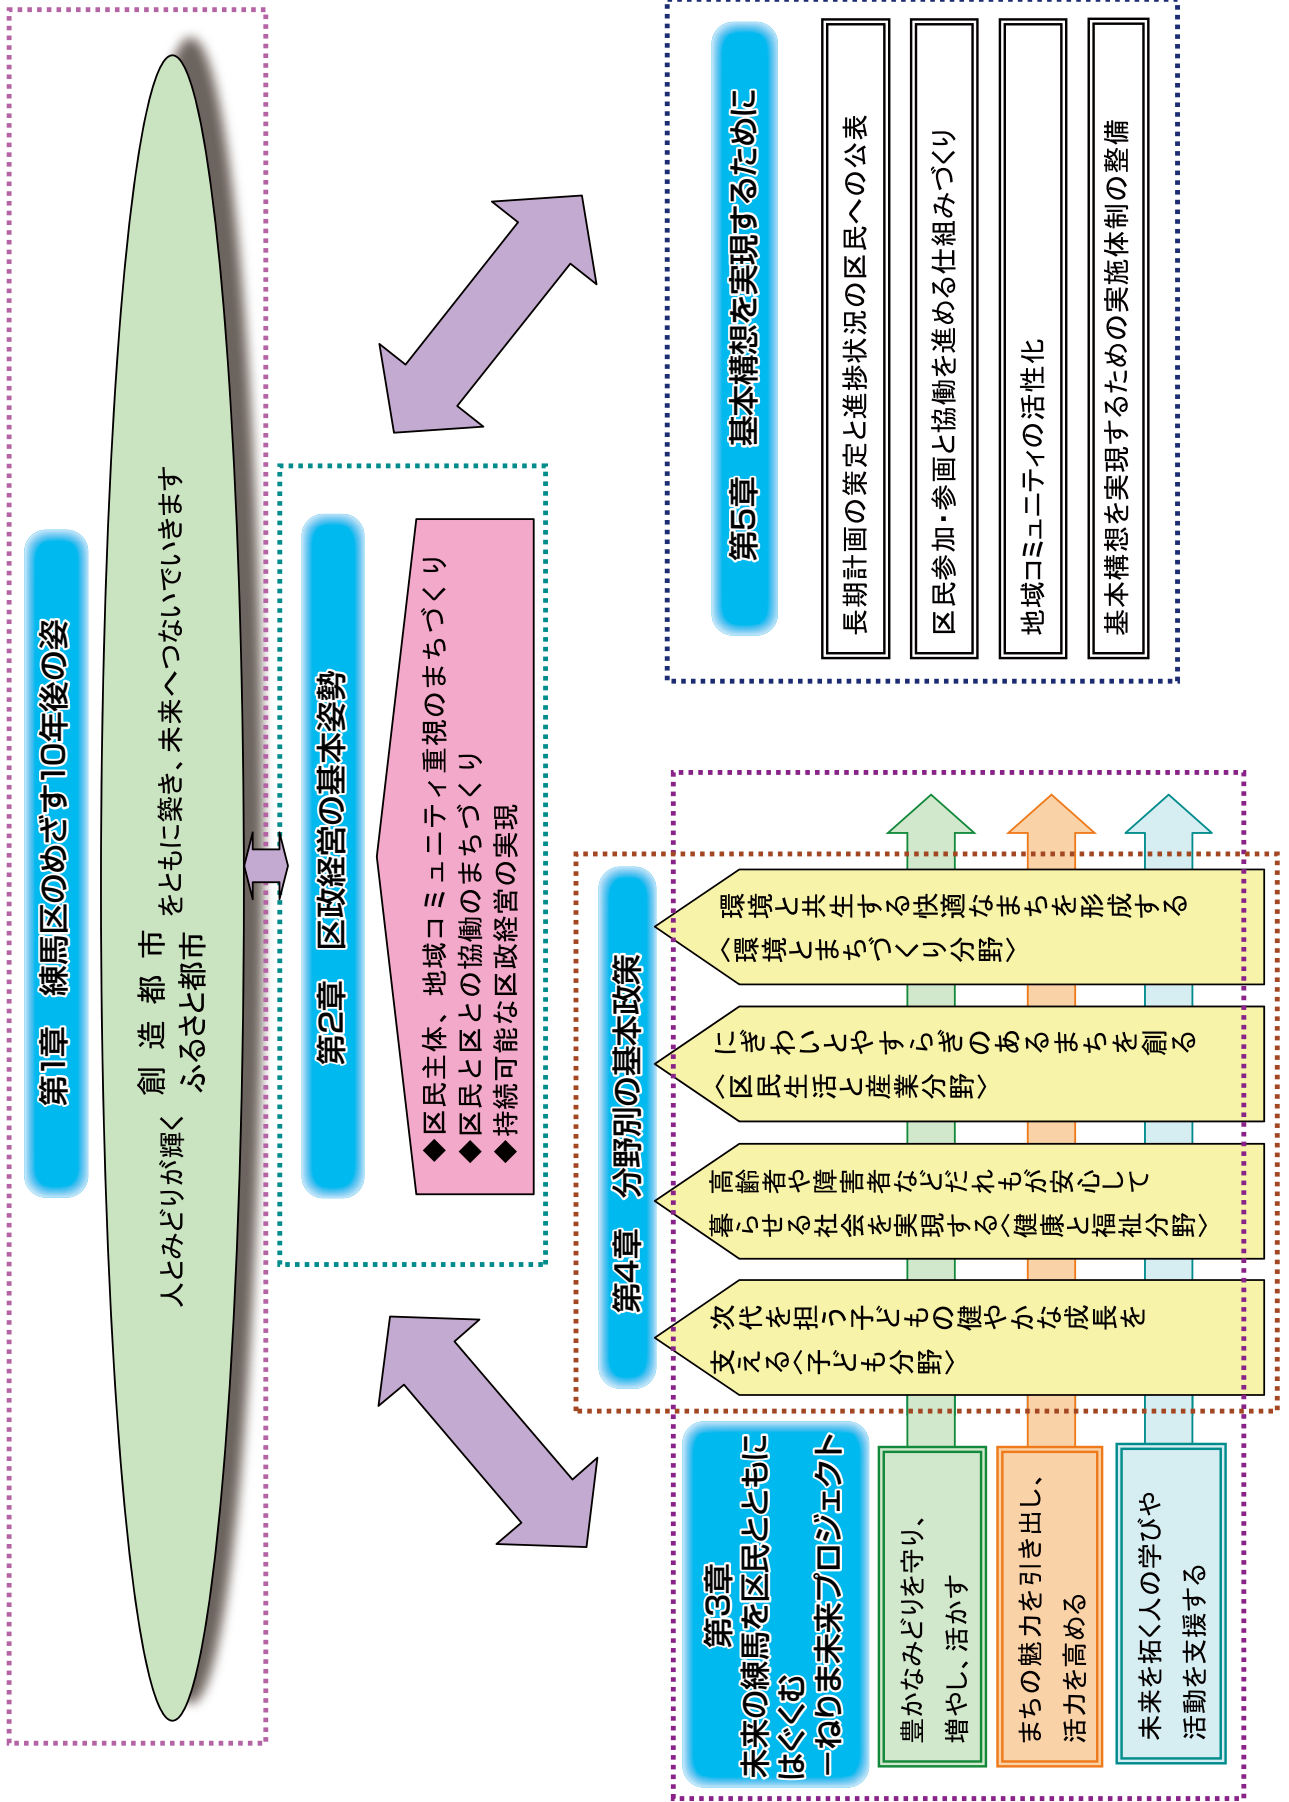 第1章　練馬区のめざす10年後の姿
人とみどりが輝く
創造都市
ふるさと都市
をともに築き、未来へつないでいきます
第2章　区政経営の基本姿勢
◆区民主体、地域コミュニティ重視のまちづくり
◆区民と区との協働のまちづくり
◆持続可能な区政経営の実現
第3章
未来の練馬を区民とともに
はぐくむ
－ねりま未来プロジェクト
豊かなみどりを守り、
増やし、活かす
まちの魅力を引き出し、
活力を高める
未来を拓く人の学びや
活動を支援する
第4章　分野別の基本政策
次代を担う子どもの健やかな成長を
支える〈子ども分野〉
高齢者や障害者などだれもが安心して
暮らせる社会を実現する〈健康と福祉分野〉
にぎわいとやすらぎのあるまちを創る
〈区民生活と産業分野〉
環境と共生する快適なまちを形成する
〈環境とまちづくり分野〉
第5章　基本構想を実現するために
長期計画の策定と進捗状況の区民への公表
区民参加・参画と協働を進める仕組みづくり
地域コミュニティの活性化
基本構想を実現するための実施体制の整備